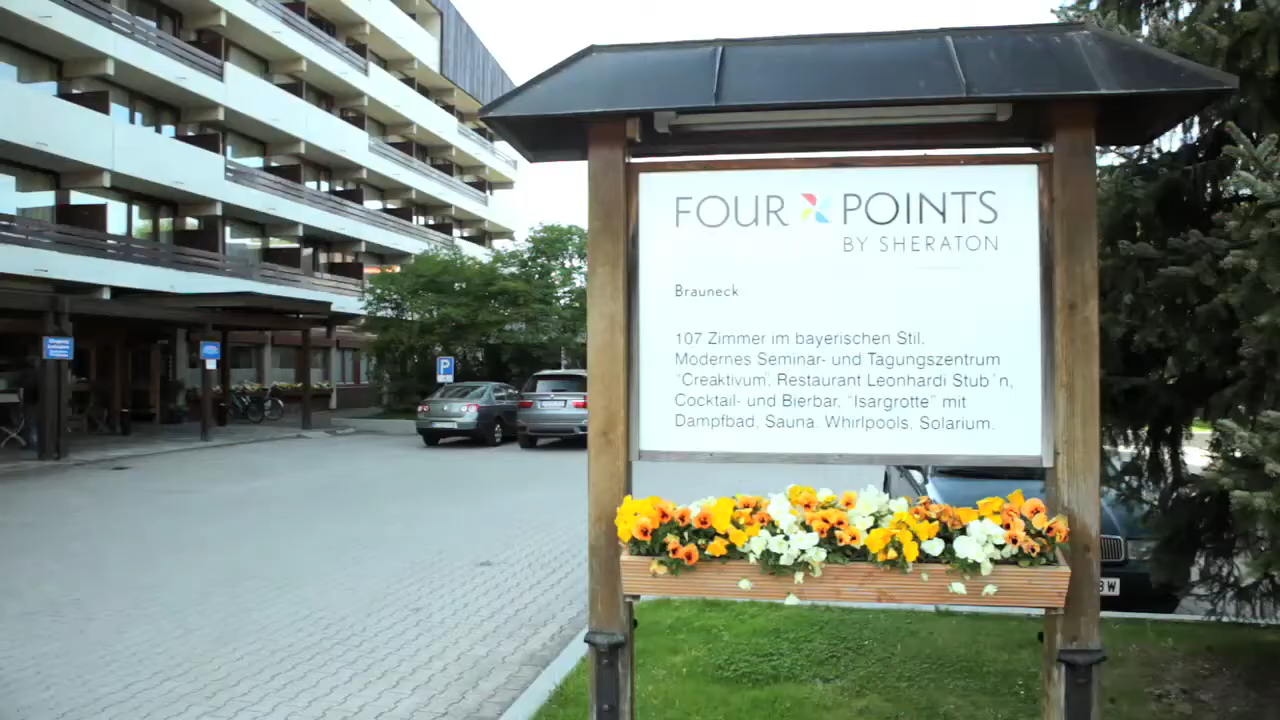 FOUR POINTS
BY SHERATON
Brauneck
107 Zimmer im bayerischen Stil.
Modernes Seminar- und Tagungszentrum
"Creaktivum", Restaurant Leonhardi Stub´n,
Cocktail- und Bierbar, "Isargrotte" mit
Dampfbad, Sauna, Whirlpools, Solarium.
P
BW